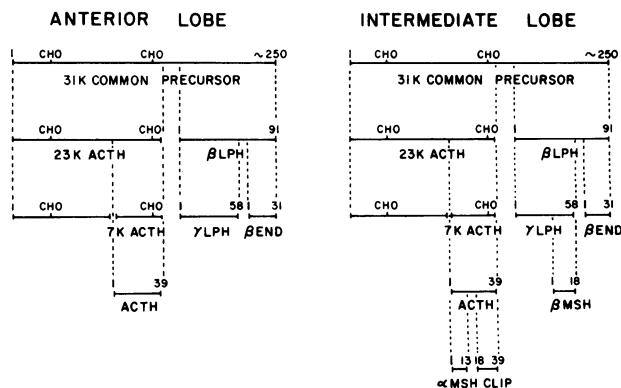 ANTERIOR LOBE
1 CHO CHO ~250
31K COMMON PRECURSOR
CHO CHO 1 91
23K ACTH βLPH
CHO CHO 1 58 1 31
7K ACTH γLPH βEND
39
ACTH
INTERMEDIATE LOBE
1 CHO CHO ~250
31K COMMON PRECURSOR
CHO CHO 1 91
23K ACTH βLPH
CHO CHO 1 58 1 31
7K ACTH γLPH βEND
1 39 1 18
ACTH βMSH
1 13 18 39
αMSH CLIP